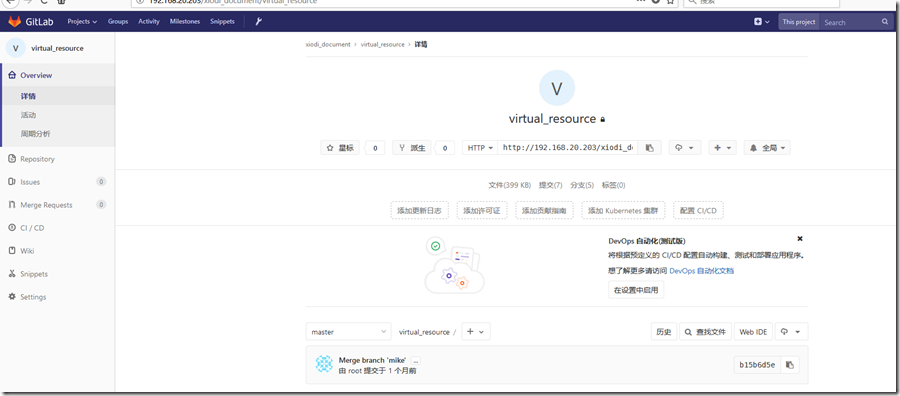 192.168.20.203/xiodi_document/virtual_resource
搜索
GitLab Projects Groups Activity Milestones Snippets This project Search
V virtual_resource
xiodi_document > virtual_resource > 详情
Overview
详情
活动
周期分析
Repository
Issues 0
Merge Requests 0
CI / CD
Wiki
Snippets
Settings
V
virtual_resource
星标 0 派生 0 HTTP http://192.168.20.203/xiodi_do 全局
文件(399 KB) 提交(7) 分支(5) 标签(0)
添加更新日志 添加许可证 添加贡献指南 添加 Kubernetes 集群 配置 CI/CD
DevOps 自动化(测试版)
将根据预定义的 CI/CD 配置自动构建、测试和部署应用程序。
想了解更多请访问 DevOps 自动化文档
在设置中启用
master virtual_resource / + 历史 查找文件 Web IDE
Merge branch 'mike' ...
由 root 提交于 1 个月前
b15b6d5e